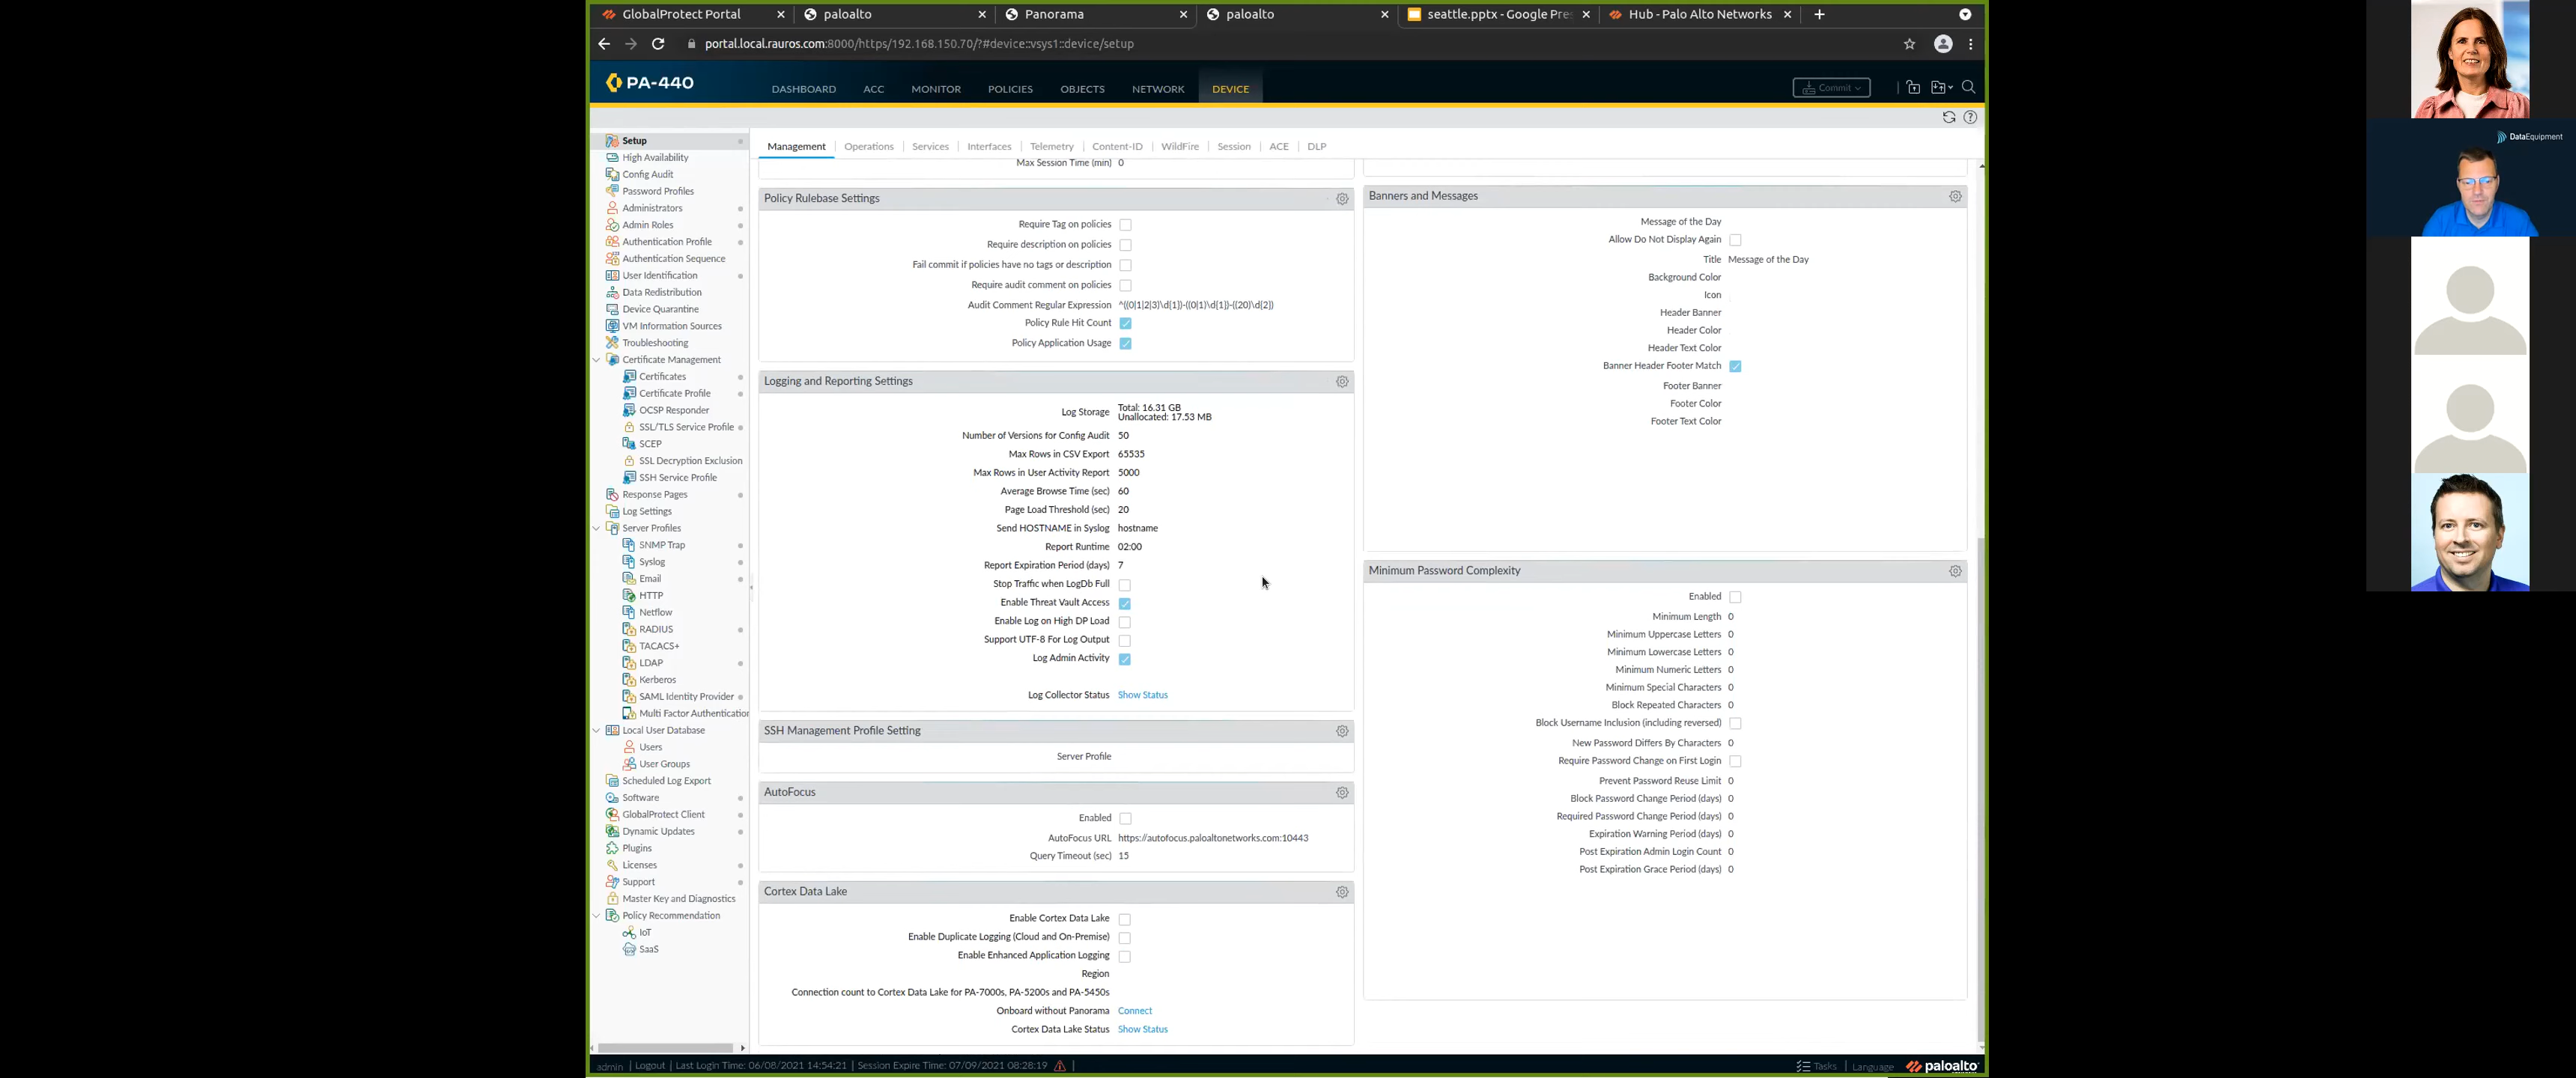 GlobalProtect Portal
paloalto
Panorama
paloalto
seattle.pptx - Google Pres
Hub - Palo Alto Networks
portal.local.rauros.com:8000/https/192.168.150.70/?#device::vsys1::device/setup
PA-440
DASHBOARD
ACC
MONITOR
POLICIES
OBJECTS
NETWORK
DEVICE
Commit
Setup
High Availability
Config Audit
Password Profiles
Administrators
Admin Roles
Authentication Profile
Authentication Sequence
User Identification
Data Redistribution
Device Quarantine
VM Information Sources
Troubleshooting
Certificate Management
Certificates
Certificate Profile
OCSP Responder
SSL/TLS Service Profile
SCEP
SSL Decryption Exclusion
SSH Service Profile
Response Pages
Log Settings
Server Profiles
SNMP Trap
Syslog
Email
HTTP
Netflow
RADIUS
TACACS+
LDAP
Kerberos
SAML Identity Provider
Multi Factor Authentication
Local User Database
Users
User Groups
Scheduled Log Export
Software
GlobalProtect Client
Dynamic Updates
Plugins
Licenses
Support
Master Key and Diagnostics
Policy Recommendation
IoT
SaaS
Management
Operations
Services
Interfaces
Telemetry
Content-ID
WildFire
Session
ACE
DLP
Max Session Time (min) 0
Policy Rulebase Settings
Require Tag on policies
Require description on policies
Fail commit if policies have no tags or description
Require audit comment on policies
Audit Comment Regular Expression ^((0|1|2|3)\d{1})-((0|1)\d{1})-((20)\d{2})
Policy Rule Hit Count
Policy Application Usage
Logging and Reporting Settings
Log Storage Total: 16.31 GB
Unallocated: 17.53 MB
Number of Versions for Config Audit 50
Max Rows in CSV Export 65535
Max Rows in User Activity Report 5000
Average Browse Time (sec) 60
Page Load Threshold (sec) 20
Send HOSTNAME in Syslog hostname
Report Runtime 02:00
Report Expiration Period (days) 7
Stop Traffic when LogDb Full
Enable Threat Vault Access
Enable Log on High DP Load
Support UTF-8 For Log Output
Log Admin Activity
Log Collector Status Show Status
SSH Management Profile Setting
Server Profile
AutoFocus
Enabled
AutoFocus URL https://autofocus.paloaltonetworks.com:10443
Query Timeout (sec) 15
Cortex Data Lake
Enable Cortex Data Lake
Enable Duplicate Logging (Cloud and On-Premise)
Enable Enhanced Application Logging
Region
Connection count to Cortex Data Lake for PA-7000s, PA-5200s and PA-5450s
Onboard without Panorama Connect
Cortex Data Lake Status Show Status
Banners and Messages
Message of the Day
Allow Do Not Display Again
Title Message of the Day
Background Color
Icon
Header Banner
Header Color
Header Text Color
Banner Header Footer Match
Footer Banner
Footer Color
Footer Text Color
Minimum Password Complexity
Enabled
Minimum Length 0
Minimum Uppercase Letters 0
Minimum Lowercase Letters 0
Minimum Numeric Letters 0
Minimum Special Characters 0
Block Repeated Characters 0
Block Username Inclusion (including reversed)
New Password Differs By Characters 0
Require Password Change on First Login
Prevent Password Reuse Limit 0
Block Password Change Period (days) 0
Required Password Change Period (days) 0
Expiration Warning Period (days) 0
Post Expiration Admin Login Count 0
Post Expiration Grace Period (days) 0
admin | Logout | Last Login Time: 06/08/2021 14:54:21 | Session Expire Time: 07/09/2021 08:28:19
Tasks | Language
paloalto
DataEquipment